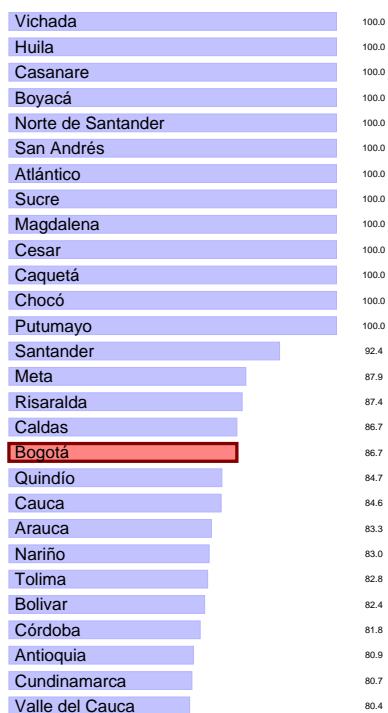 Vichada 100.0
Huila 100.0
Casanare 100.0
Boyacá 100.0
Norte de Santander 100.0
San Andrés 100.0
Atlántico 100.0
Sucre 100.0
Magdalena 100.0
Cesar 100.0
Caquetá 100.0
Chocó 100.0
Putumayo 100.0
Santander 92.4
Meta 87.9
Risaralda 87.4
Caldas 86.7
Bogotá 86.7
Quindío 84.7
Cauca 84.6
Arauca 83.3
Nariño 83.0
Tolima 82.8
Bolivar 82.4
Córdoba 81.8
Antioquia 80.9
Cundinamarca 80.7
Valle del Cauca 80.4